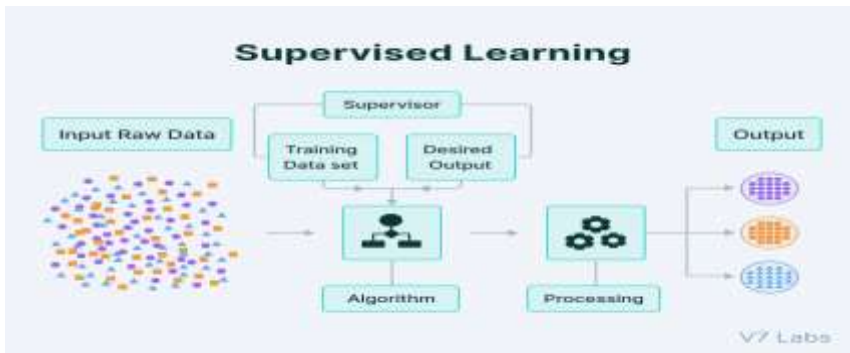 Supervised Learning
Supervisor
Input Raw Data
Training
Data set
Desired
Output
Output
Algorithm
Processing
V7 Labs